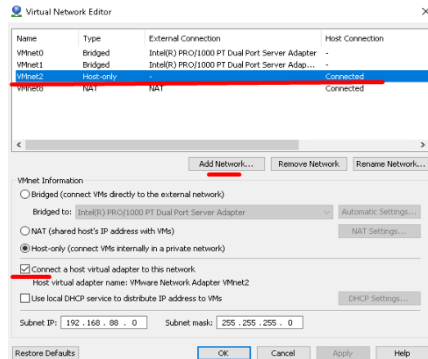 Virtual Network Editor
Name Type External Connection Host Connection
VMnet0 Bridged Intel(R) PRO/1000 PT Dual Port Server Adapter -
VMnet1 Bridged Intel(R) PRO/1000 PT Dual Port Server Adap... -
VMnet2 Host-only - Connected
VMnet8 NAT NAT Connected
Add Network... Remove Network Rename Network...
VMnet Information
Bridged (connect VMs directly to the external network)
Bridged to: Intel(R) PRO/1000 PT Dual Port Server Adapter Automatic Settings...
NAT (shared host's IP address with VMs) NAT Settings...
Host-only (connect VMs internally in a private network)
Connect a host virtual adapter to this network
Host virtual adapter name: VMware Network Adapter VMnet2
Use local DHCP service to distribute IP address to VMs DHCP Settings...
Subnet IP: 192 . 168 . 88 . 0 Subnet mask: 255 . 255 . 255 . 0
Restore Defaults OK Cancel Apply Help